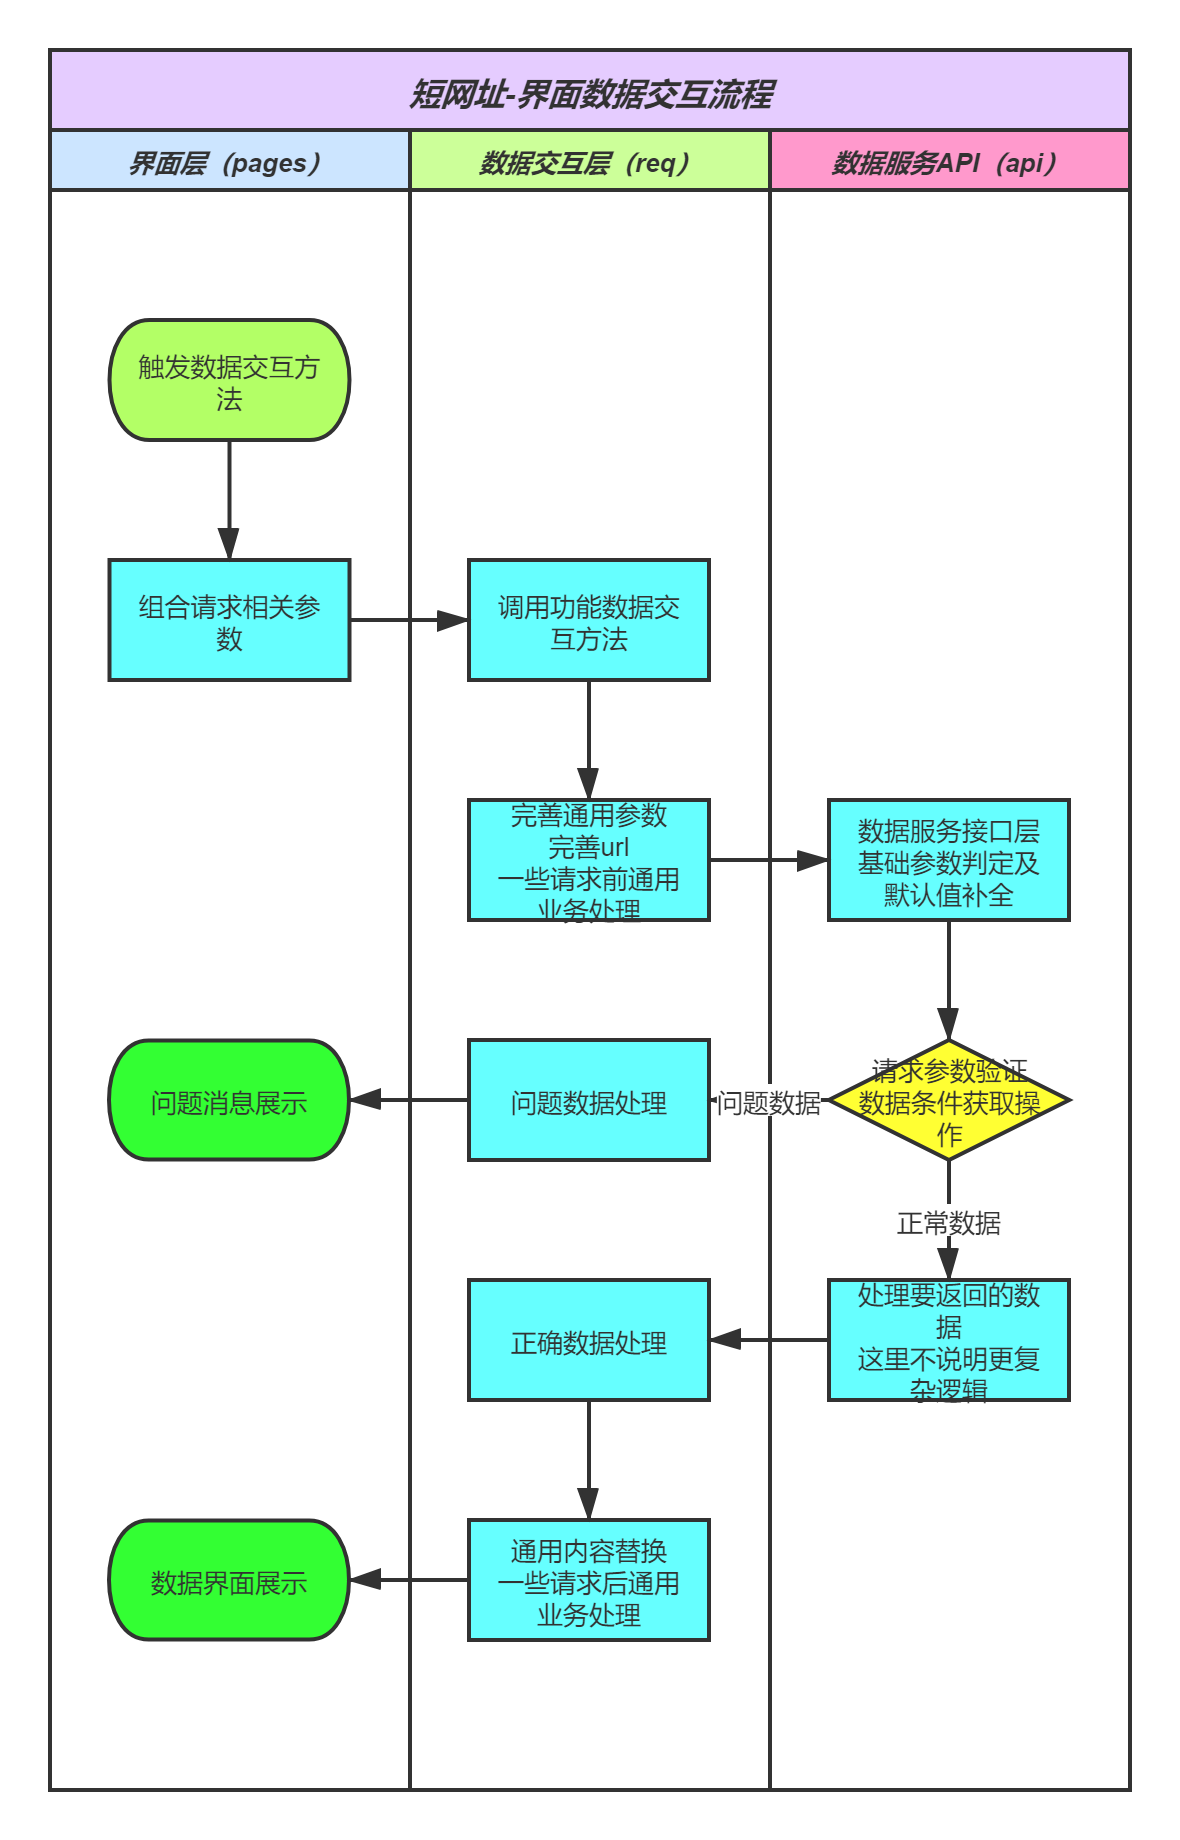 短网址-界面数据交互流程
界面层（pages）
数据交互层（req）
数据服务API（api）
触发数据交互方
法
组合请求相关参
数
调用功能数据交
互方法
完善通用参数
完善url
一些请求前通用
业务处理
数据服务接口层
基础参数判定及
默认值补全
问题消息展示
问题数据处理
问题数据
请求参数验证
数据条件获取操
作
正常数据
正确数据处理
处理要返回的数
据
这里不说明更复
杂逻辑
数据界面展示
通用内容替换
一些请求后通用
业务处理